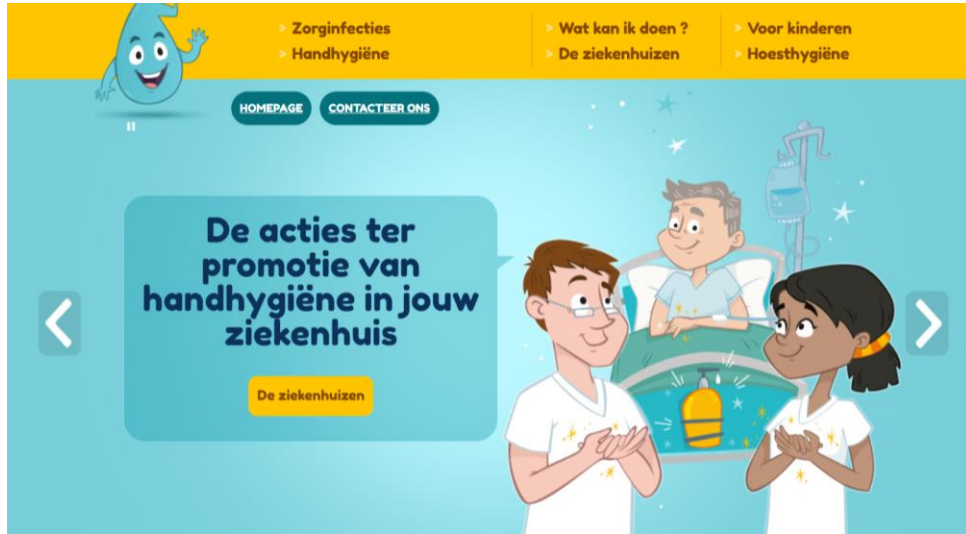 > Zorginfecties
> Handhygiëne
> Wat kan ik doen ?
> De ziekenhuizen
> Voor kinderen
> Hoesthygiëne
HOMEPAGE
CONTACTEER ONS
De acties ter
promotie van
handhygiëne in jouw
ziekenhuis
De ziekenhuizen